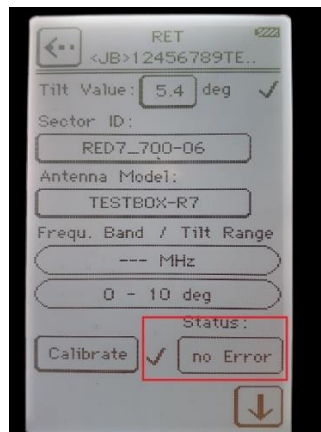 RET
<JB>12456789TE..
Tilt Value: 5.4 deg
Sector ID:
RED7_700-06
Antenna Model:
TESTBOX-R7
Frequ. Band / Tilt Range
--- MHz
0 - 10 deg
Status:
Calibrate no Error